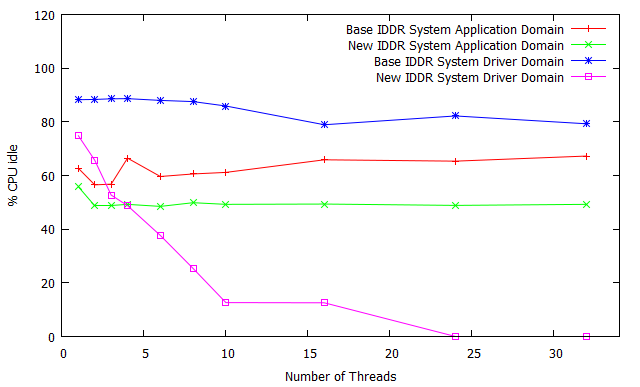 120
100
80
60
40
20
0
% CPU idle
Base IDDR System Application Domain
New IDDR System Application Domain
Base IDDR System Driver Domain
New IDDR System Driver Domain
0 5 10 15 20 25 30
Number of Threads